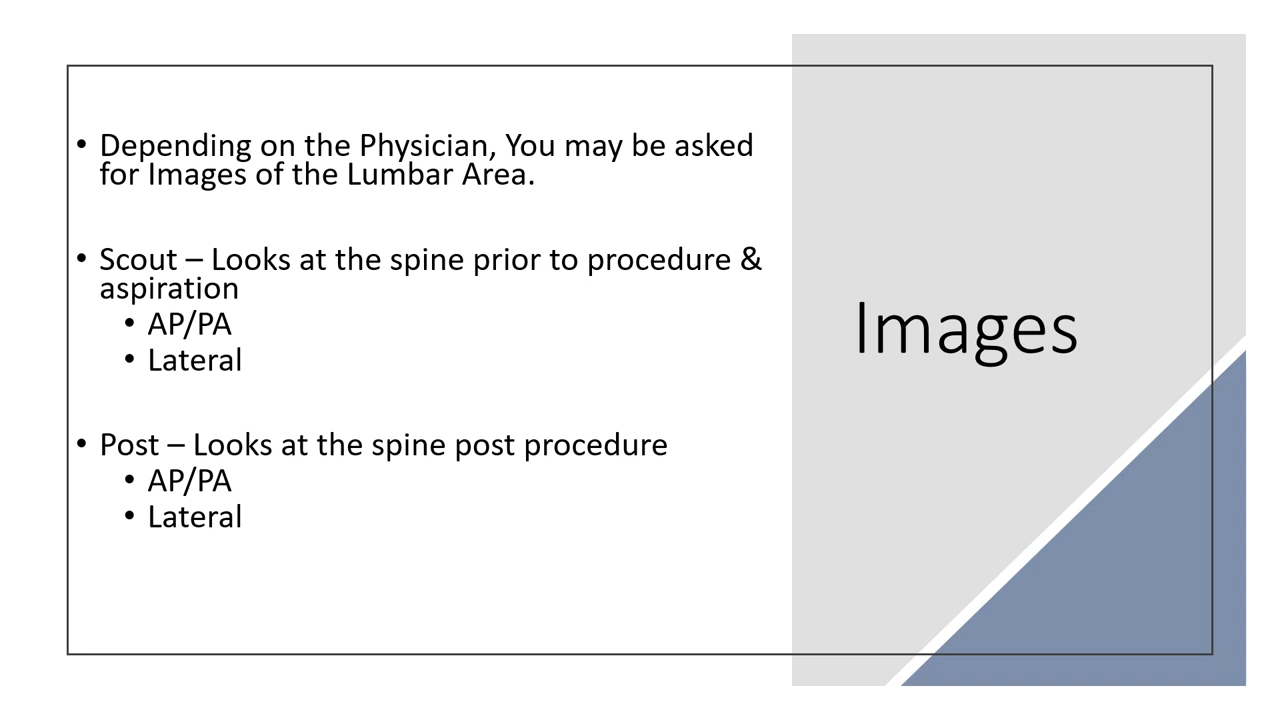 • Depending on the Physician, You may be asked
for Images of the Lumbar Area.
• Scout – Looks at the spine prior to procedure &
aspiration
• AP/PA
• Lateral
• Post – Looks at the spine post procedure
• AP/PA
• Lateral
Images